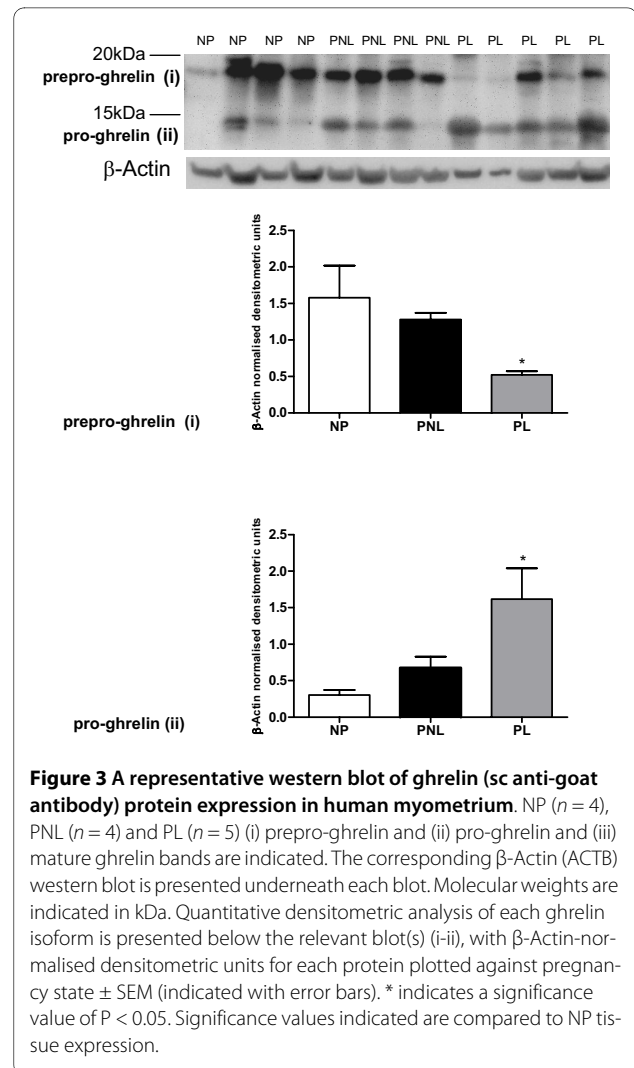 NP NP NP NP PNL PNL PNL PNL PL PL PL PL PL
20kDa
prepro-ghrelin (i)
15kDa
pro-ghrelin (ii)
β-Actin
β-Actin normalised densitometric units
2.5
2.0
1.5
1.0
0.5
0.0
*
NP PNL PL
prepro-ghrelin (i)
β-Actin normalised densitometric units
2.5
2.0
1.5
1.0
0.5
0.0
*
NP PNL PL
pro-ghrelin (ii)
Figure 3 A representative western blot of ghrelin (sc anti-goat
antibody) protein expression in human myometrium. NP (n = 4),
PNL (n = 4) and PL (n = 5) (i) prepro-ghrelin and (ii) pro-ghrelin and (iii)
mature ghrelin bands are indicated. The corresponding β-Actin (ACTB)
western blot is presented underneath each blot. Molecular weights are
indicated in kDa. Quantitative densitometric analysis of each ghrelin
isoform is presented below the relevant blot(s) (i-ii), with β-Actin-nor-
malised densitometric units for each protein plotted against pregnan-
cy state ± SEM (indicated with error bars). * indicates a significance
value of P < 0.05. Significance values indicated are compared to NP tis-
sue expression.